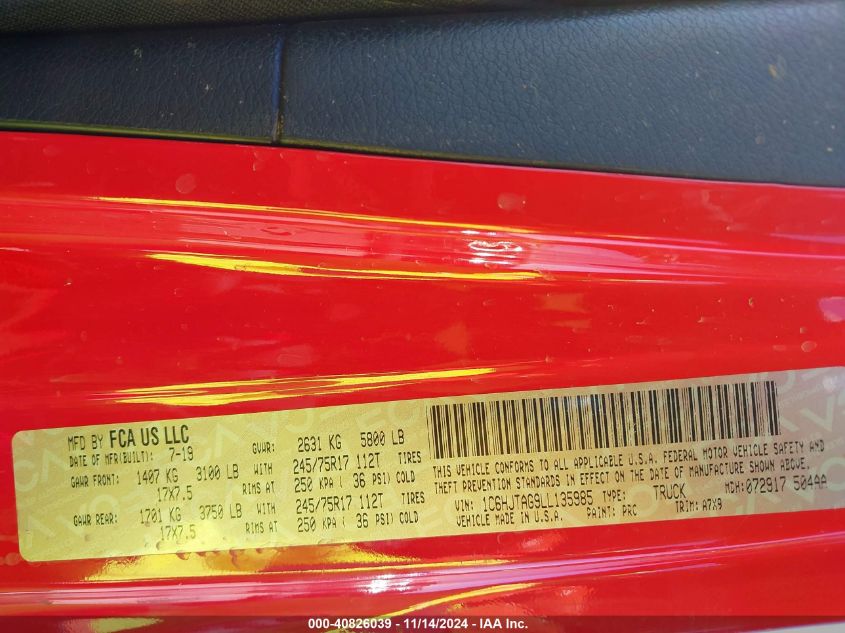 MFD BY FCA US LLC
DATE OF MFR(BUILT): 7-19
GVWR: 2631 KG 5800 LB
GAWR FRONT: 1407 KG 3100 LB WITH 245/75R17 112T TIRES
17X7.5 RIMS AT 250 KPA ( 36 PSI) COLD
GAWR REAR: 1701 KG 3750 LB WITH 245/75R17 112T TIRES
17X7.5 RIMS AT 250 KPA ( 36 PSI) COLD
THIS VEHICLE CONFORMS TO ALL APPLICABLE U.S.A. FEDERAL MOTOR VEHICLE SAFETY AND
THEFT PREVENTION STANDARDS IN EFFECT ON THE DATE OF MANUFACTURE SHOWN ABOVE.
VIN: 1C6HJTAG9LL135985 TYPE: TRUCK MDH: 072917 504AA
VEHICLE MADE IN U.S.A. PAINT: PRC TRIM: A7X9
000-40826039 - 11/14/2024 - IAA Inc.